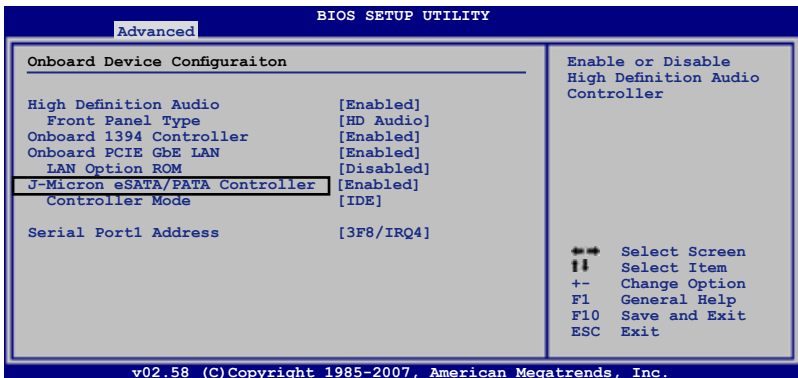 BIOS SETUP UTILITY
Advanced
Onboard Device Configuraiton
High Definition Audio [Enabled]
Front Panel Type [HD Audio]
Onboard 1394 Controller [Enabled]
Onboard PCIE GbE LAN [Enabled]
LAN Option ROM [Disabled]
J-Micron eSATA/PATA Controller [Enabled]
Controller Mode [IDE]
Serial Port1 Address [3F8/IRQ4]
Enable or Disable
High Definition Audio
Controller
Select Screen
Select Item
+- Change Option
F1 General Help
F10 Save and Exit
ESC Exit
v02.58 (C)Copyright 1985-2007, American Megatrends, Inc.